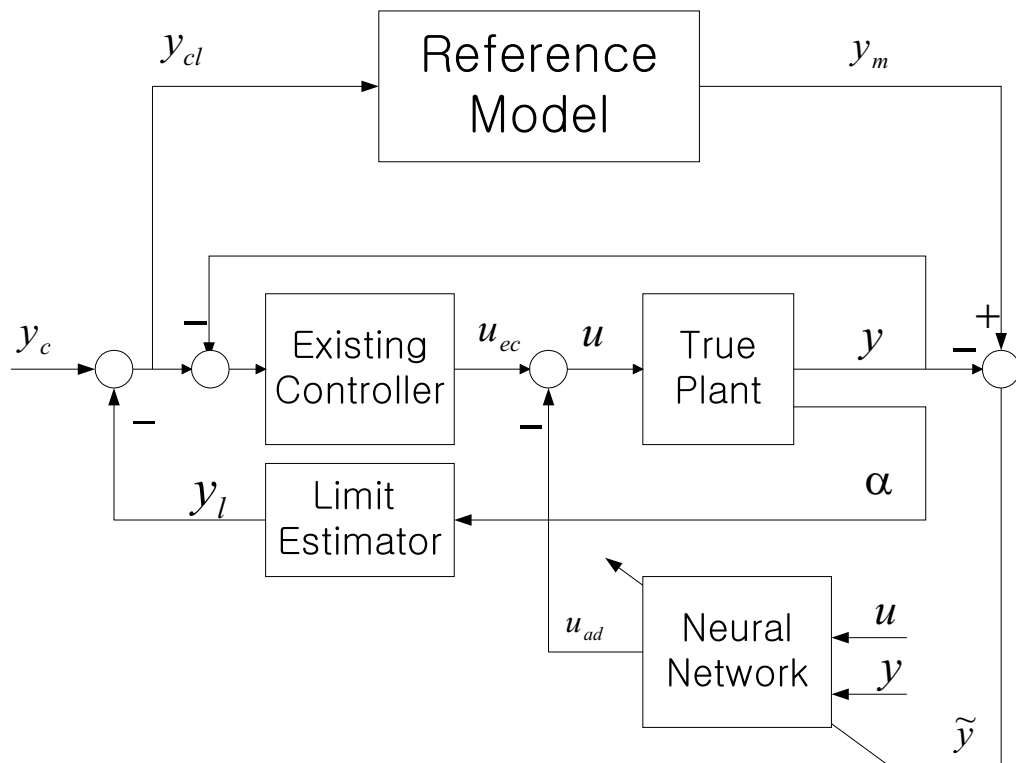 y_cl
Reference
Model
y_m
y_c
−
−
Existing
Controller
u_ec
−
u
True
Plant
y
+
−
y_l
Limit
Estimator
α
u_ad
Neural
Network
u
y
ỹ